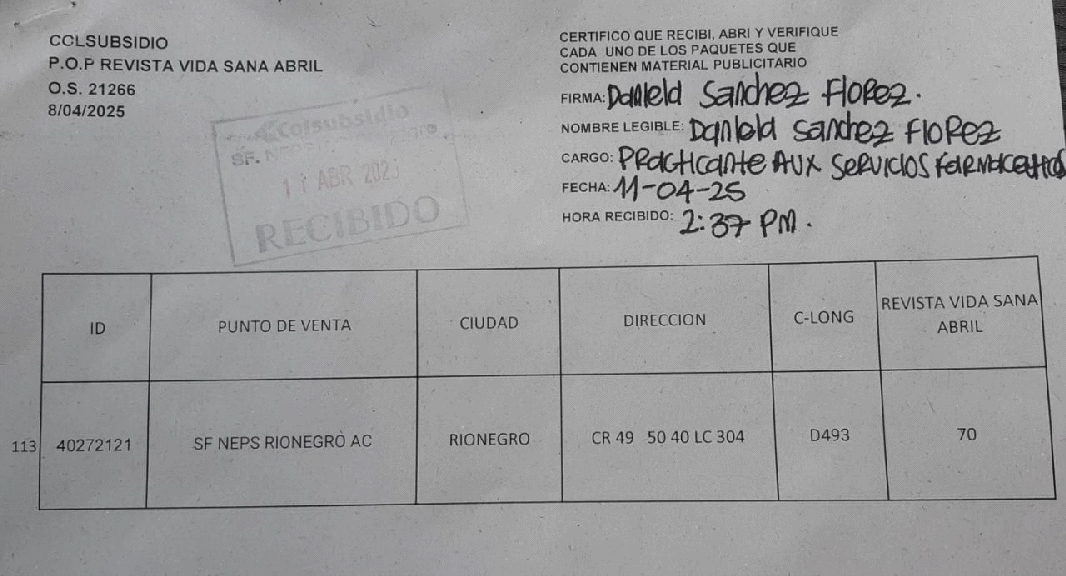 CCLSUBSIDIO
P.O.P REVISTA VIDA SANA ABRIL
O.S. 21266
8/04/2025
Colsubsidio
SF.
11 ABR 2025
RECIBIDO
CERTIFICO QUE RECIBI, ABRI Y VERIFIQUE
CADA UNO DE LOS PAQUETES QUE
CONTIENEN MATERIAL PUBLICITARIO
FIRMA: Daniela Sanchez Florez.
NOMBRE LEGIBLE: Daniela Sanchez Florez
CARGO: PRacticante AUX SERVICIOS FARMACEUTICOS
FECHA: 11-04-25
HORA RECIBIDO: 2:37 PM.
ID PUNTO DE VENTA CIUDAD DIRECCION C-LONG REVISTA VIDA SANA
ABRIL
113 40272121 SF NEPS RIONEGRO AC RIONEGRO CR 49 50 40 LC 304 D493 70